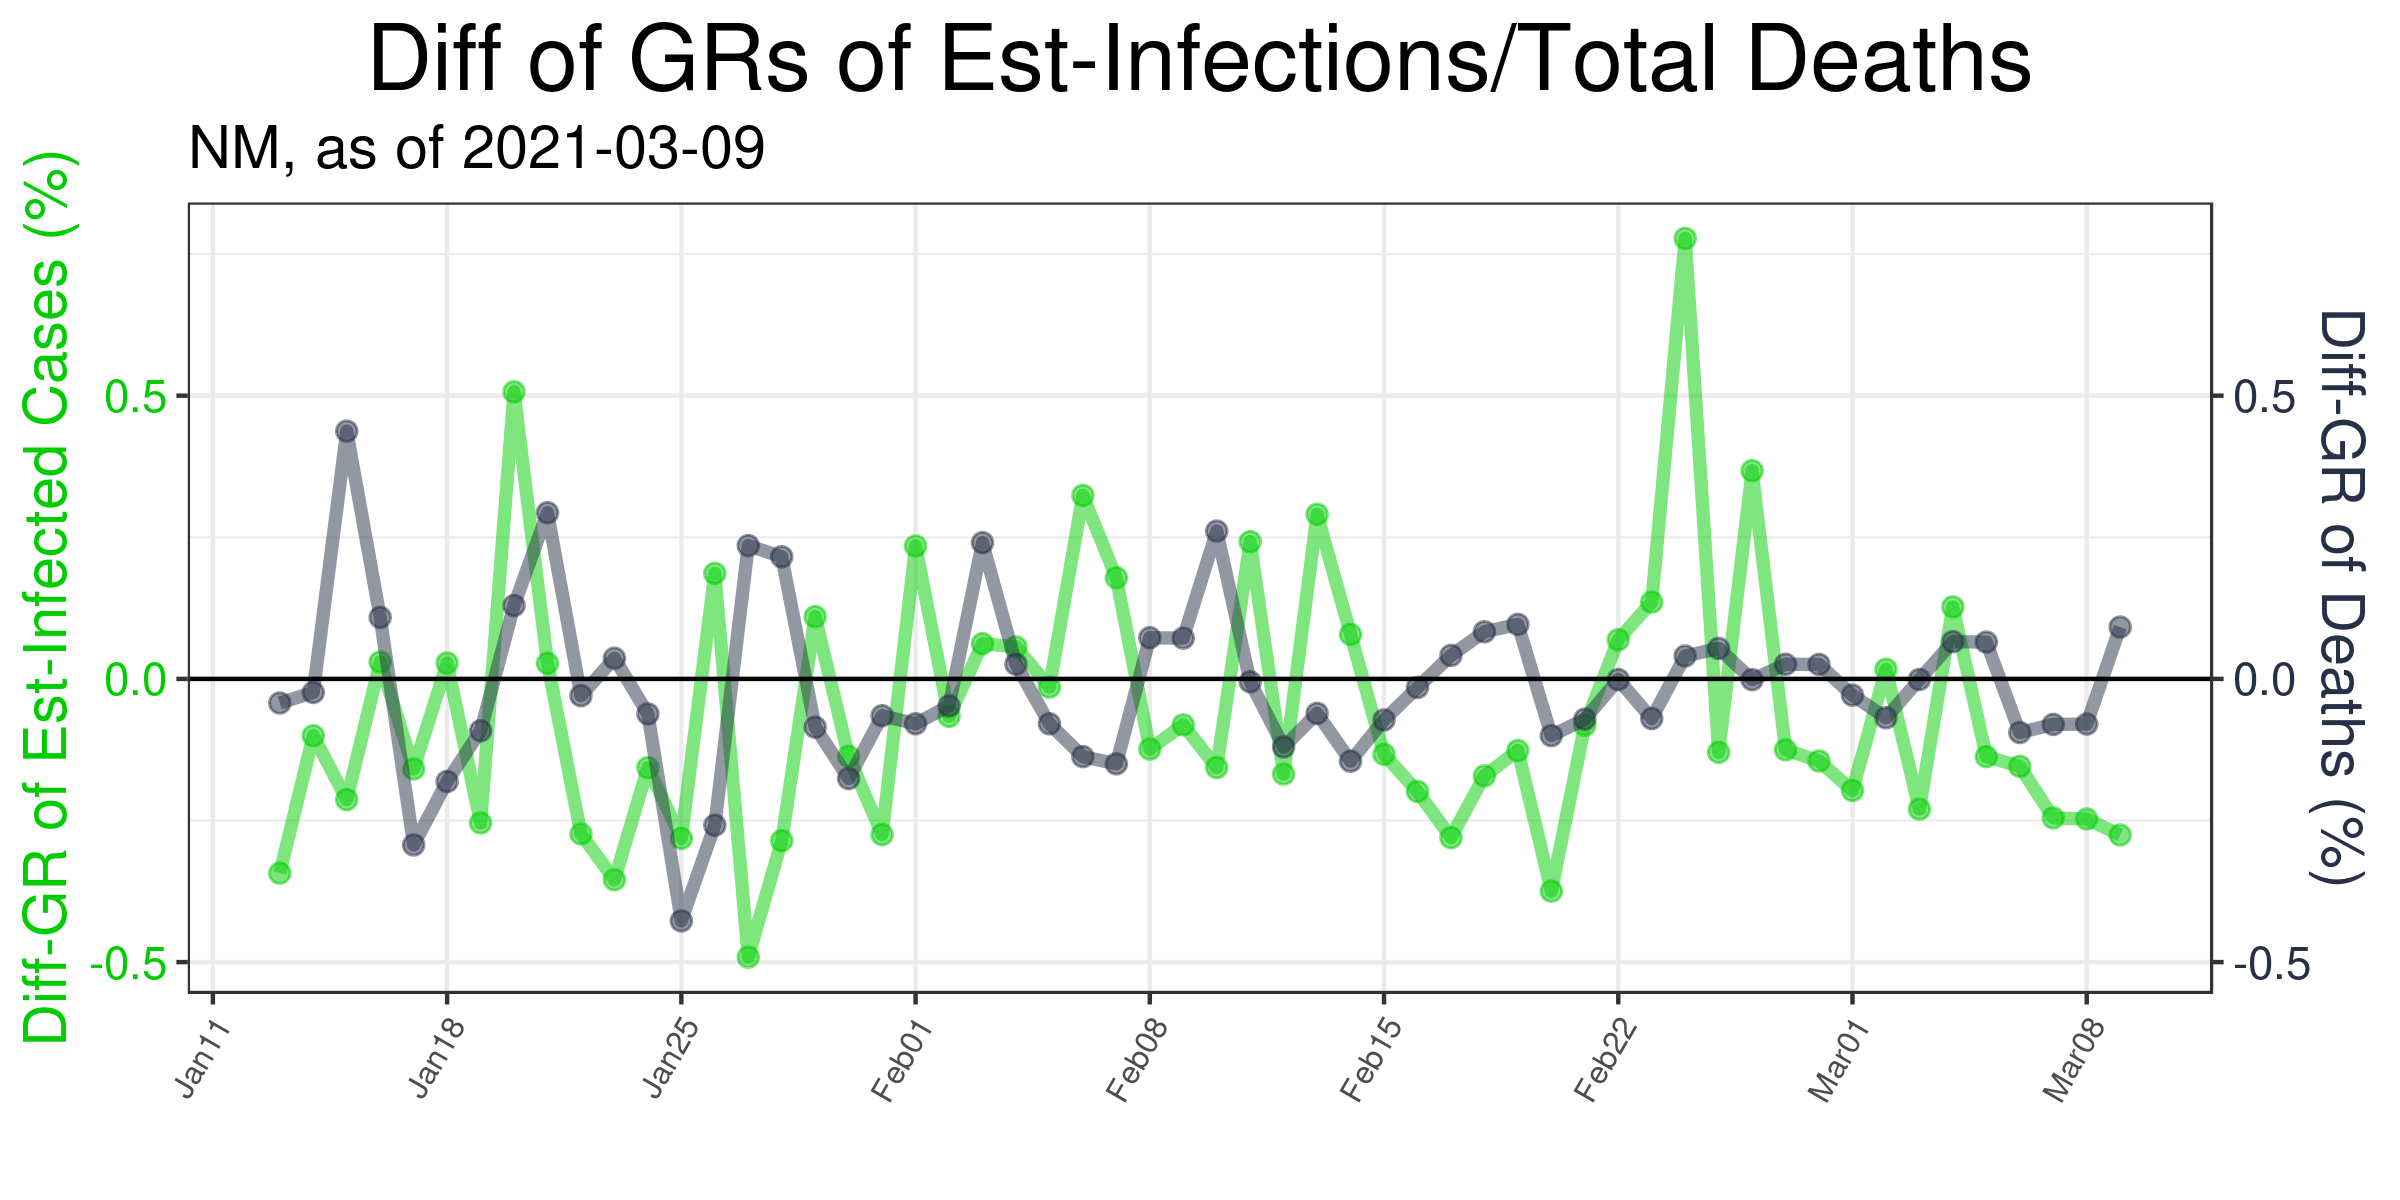 Diff of GRs of Est-Infections/Total Deaths
NM, as of 2021-03-09
Diff-GR of Est-Infected Cases (%)
0.5
0.0
-0.5
0.5
0.0
-0.5
Diff-GR of Deaths (%)
Jan11
Jan18
Jan25
Feb01
Feb08
Feb15
Feb22
Mar01
Mar08